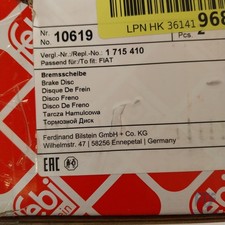 Nr. 10619
LPN HK 36141 968
Pcs. 2
Vergl.-Nr./Repl.-No.: 1 715 410
Passend für/To fit: FIAT
Bremsscheibe
Brake Disc
Disque De Frein
Disco Freno
Disco De Freno
Tarcza Hamulcowa
Тормозной Диск
Ferdinand Bilstein GmbH + Co. KG
Wilhelmstr. 47 | 58256 Ennepetal | Germany
EAC
febi